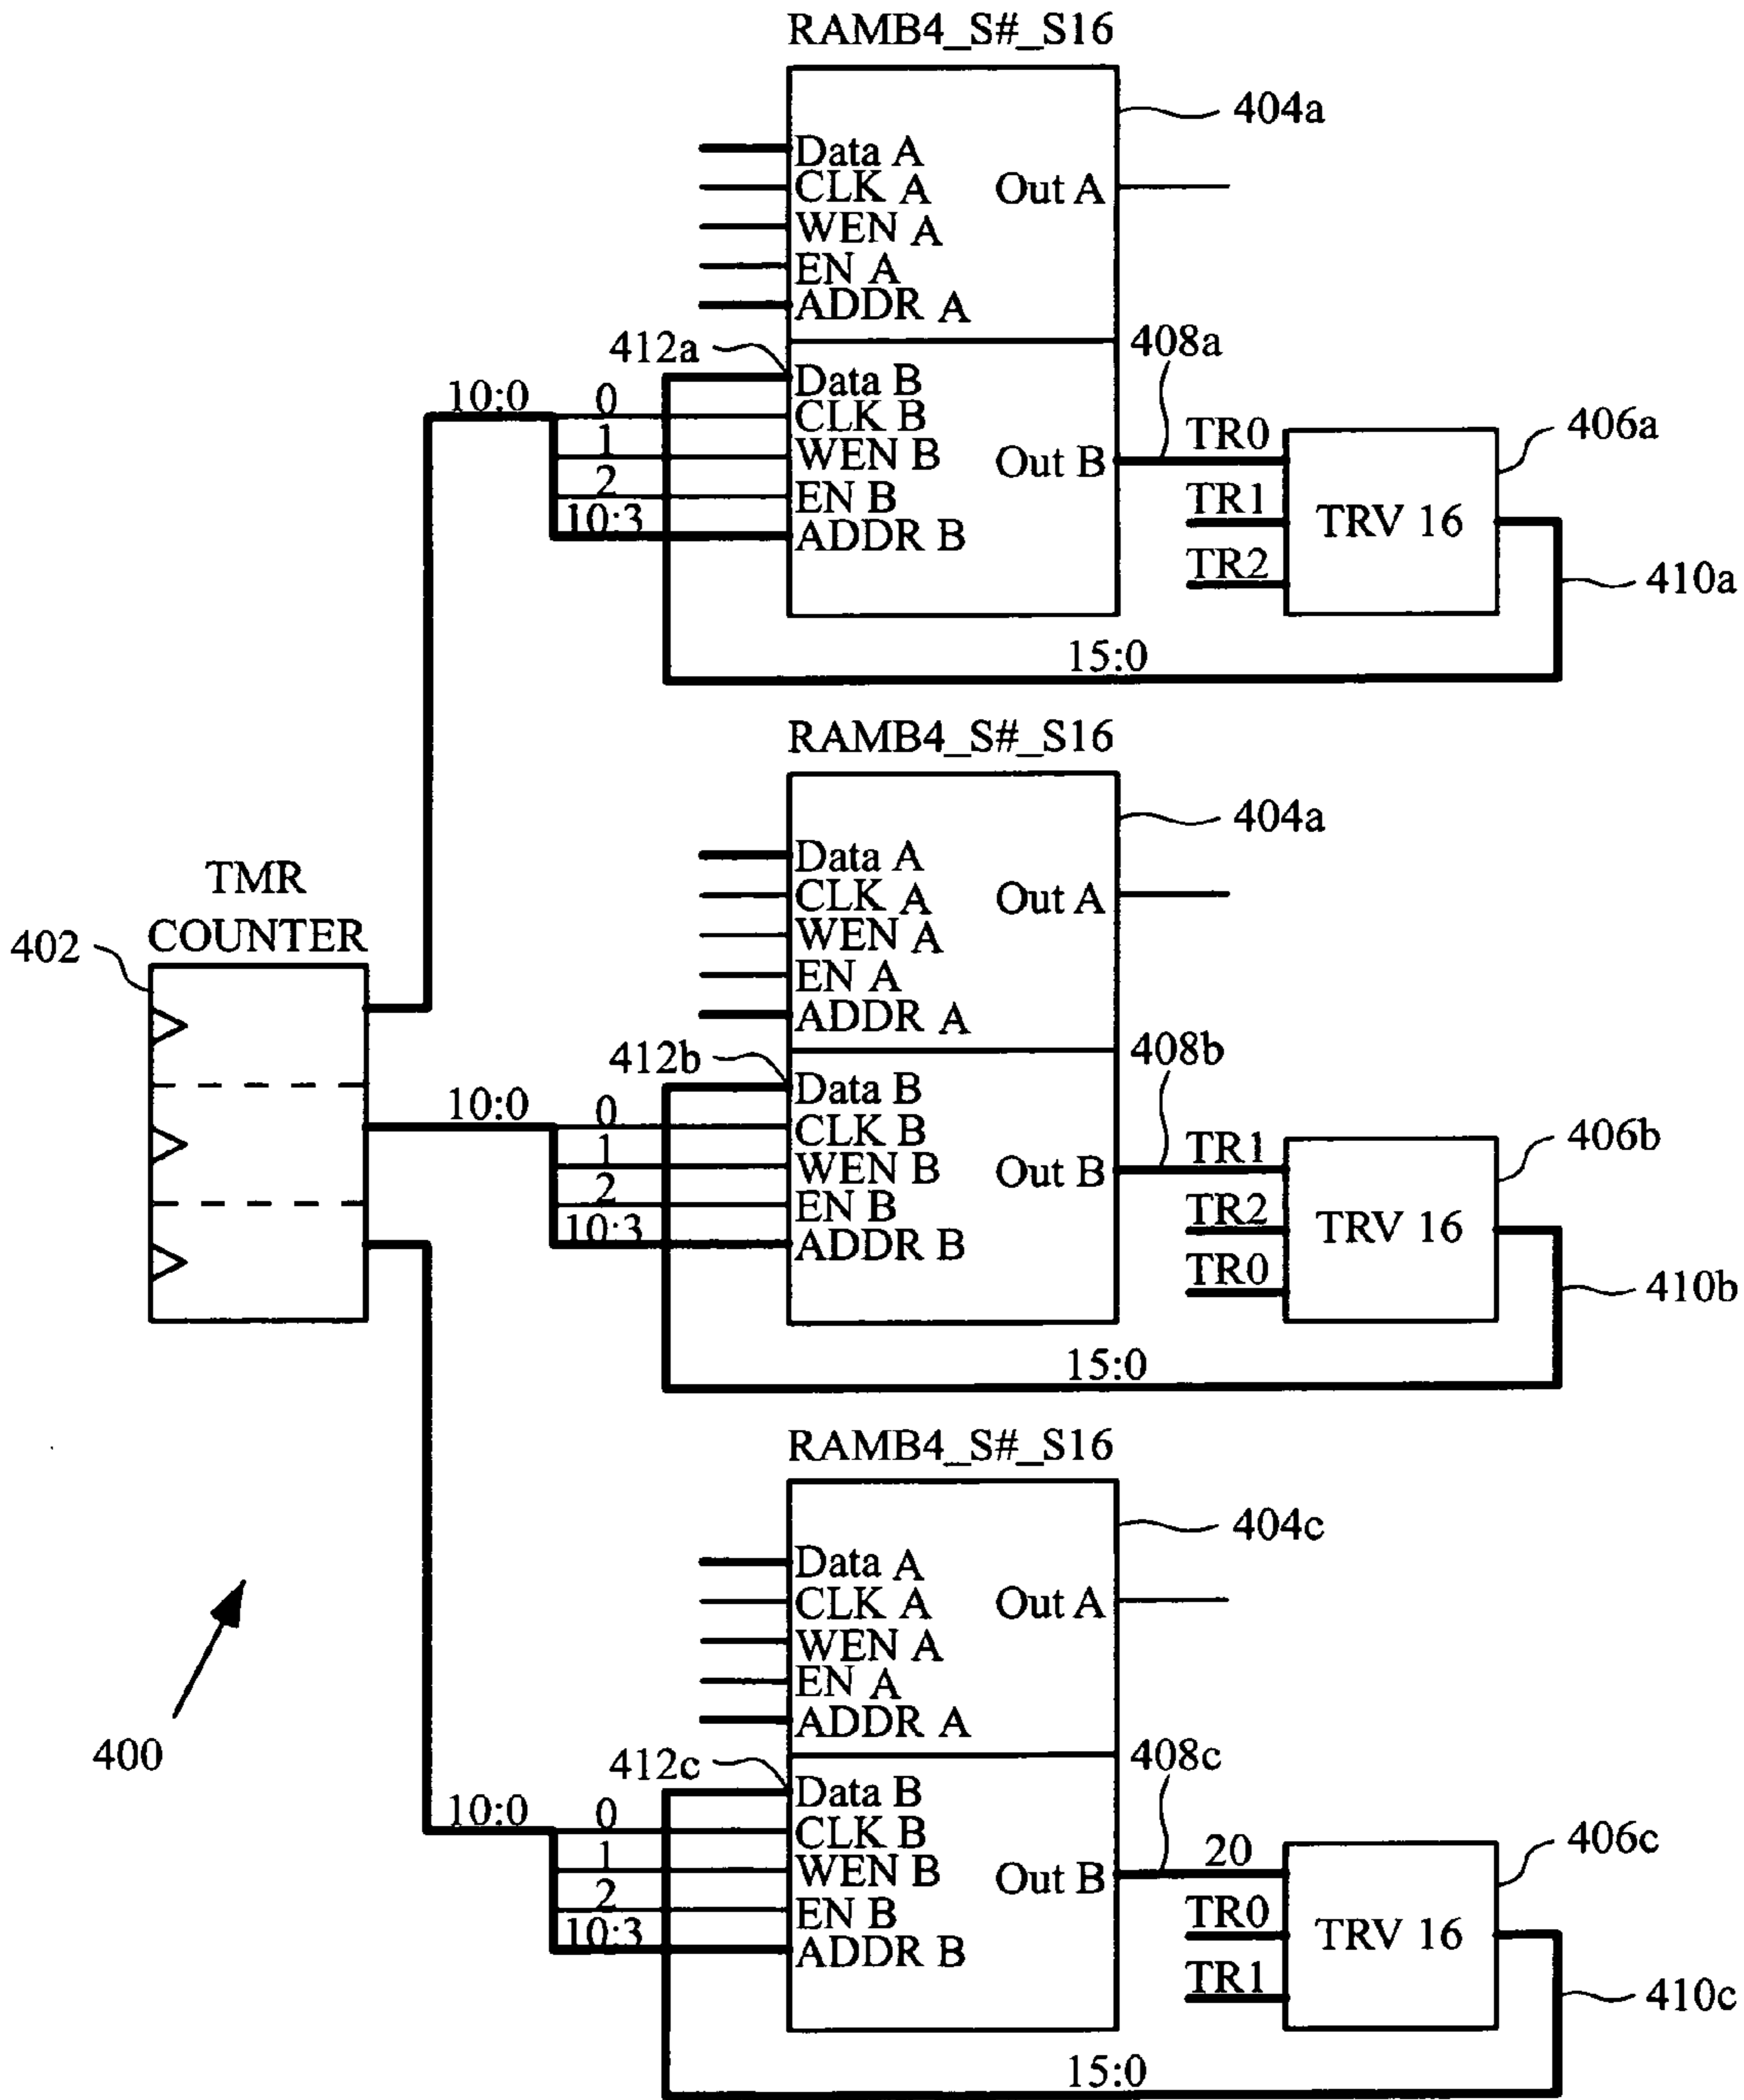 RAMB4_S#_S16
404a
Data A
CLK A
Out A
WEN A
EN A
ADDR A
412a
408a
Data B
10:0
0
CLK B
1
WEN B
Out B
TR0
406a
2
EN B
TR1
TRV 16
10:3
ADDR B
TR2
410a
15:0
RAMB4_S#_S16
404a
Data A
CLK A
Out A
WEN A
EN A
ADDR A
TMR
COUNTER
402
412b
408b
Data B
10:0
0
CLK B
1
WEN B
Out B
TR1
406b
2
EN B
TR2
TRV 16
10:3
ADDR B
TR0
410b
15:0
RAMB4_S#_S16
404c
Data A
CLK A
Out A
WEN A
EN A
ADDR A
400
412c
408c
Data B
10:0
0
CLK B
1
WEN B
Out B
20
406c
2
EN B
TR0
TRV 16
10:3
ADDR B
TR1
410c
15:0